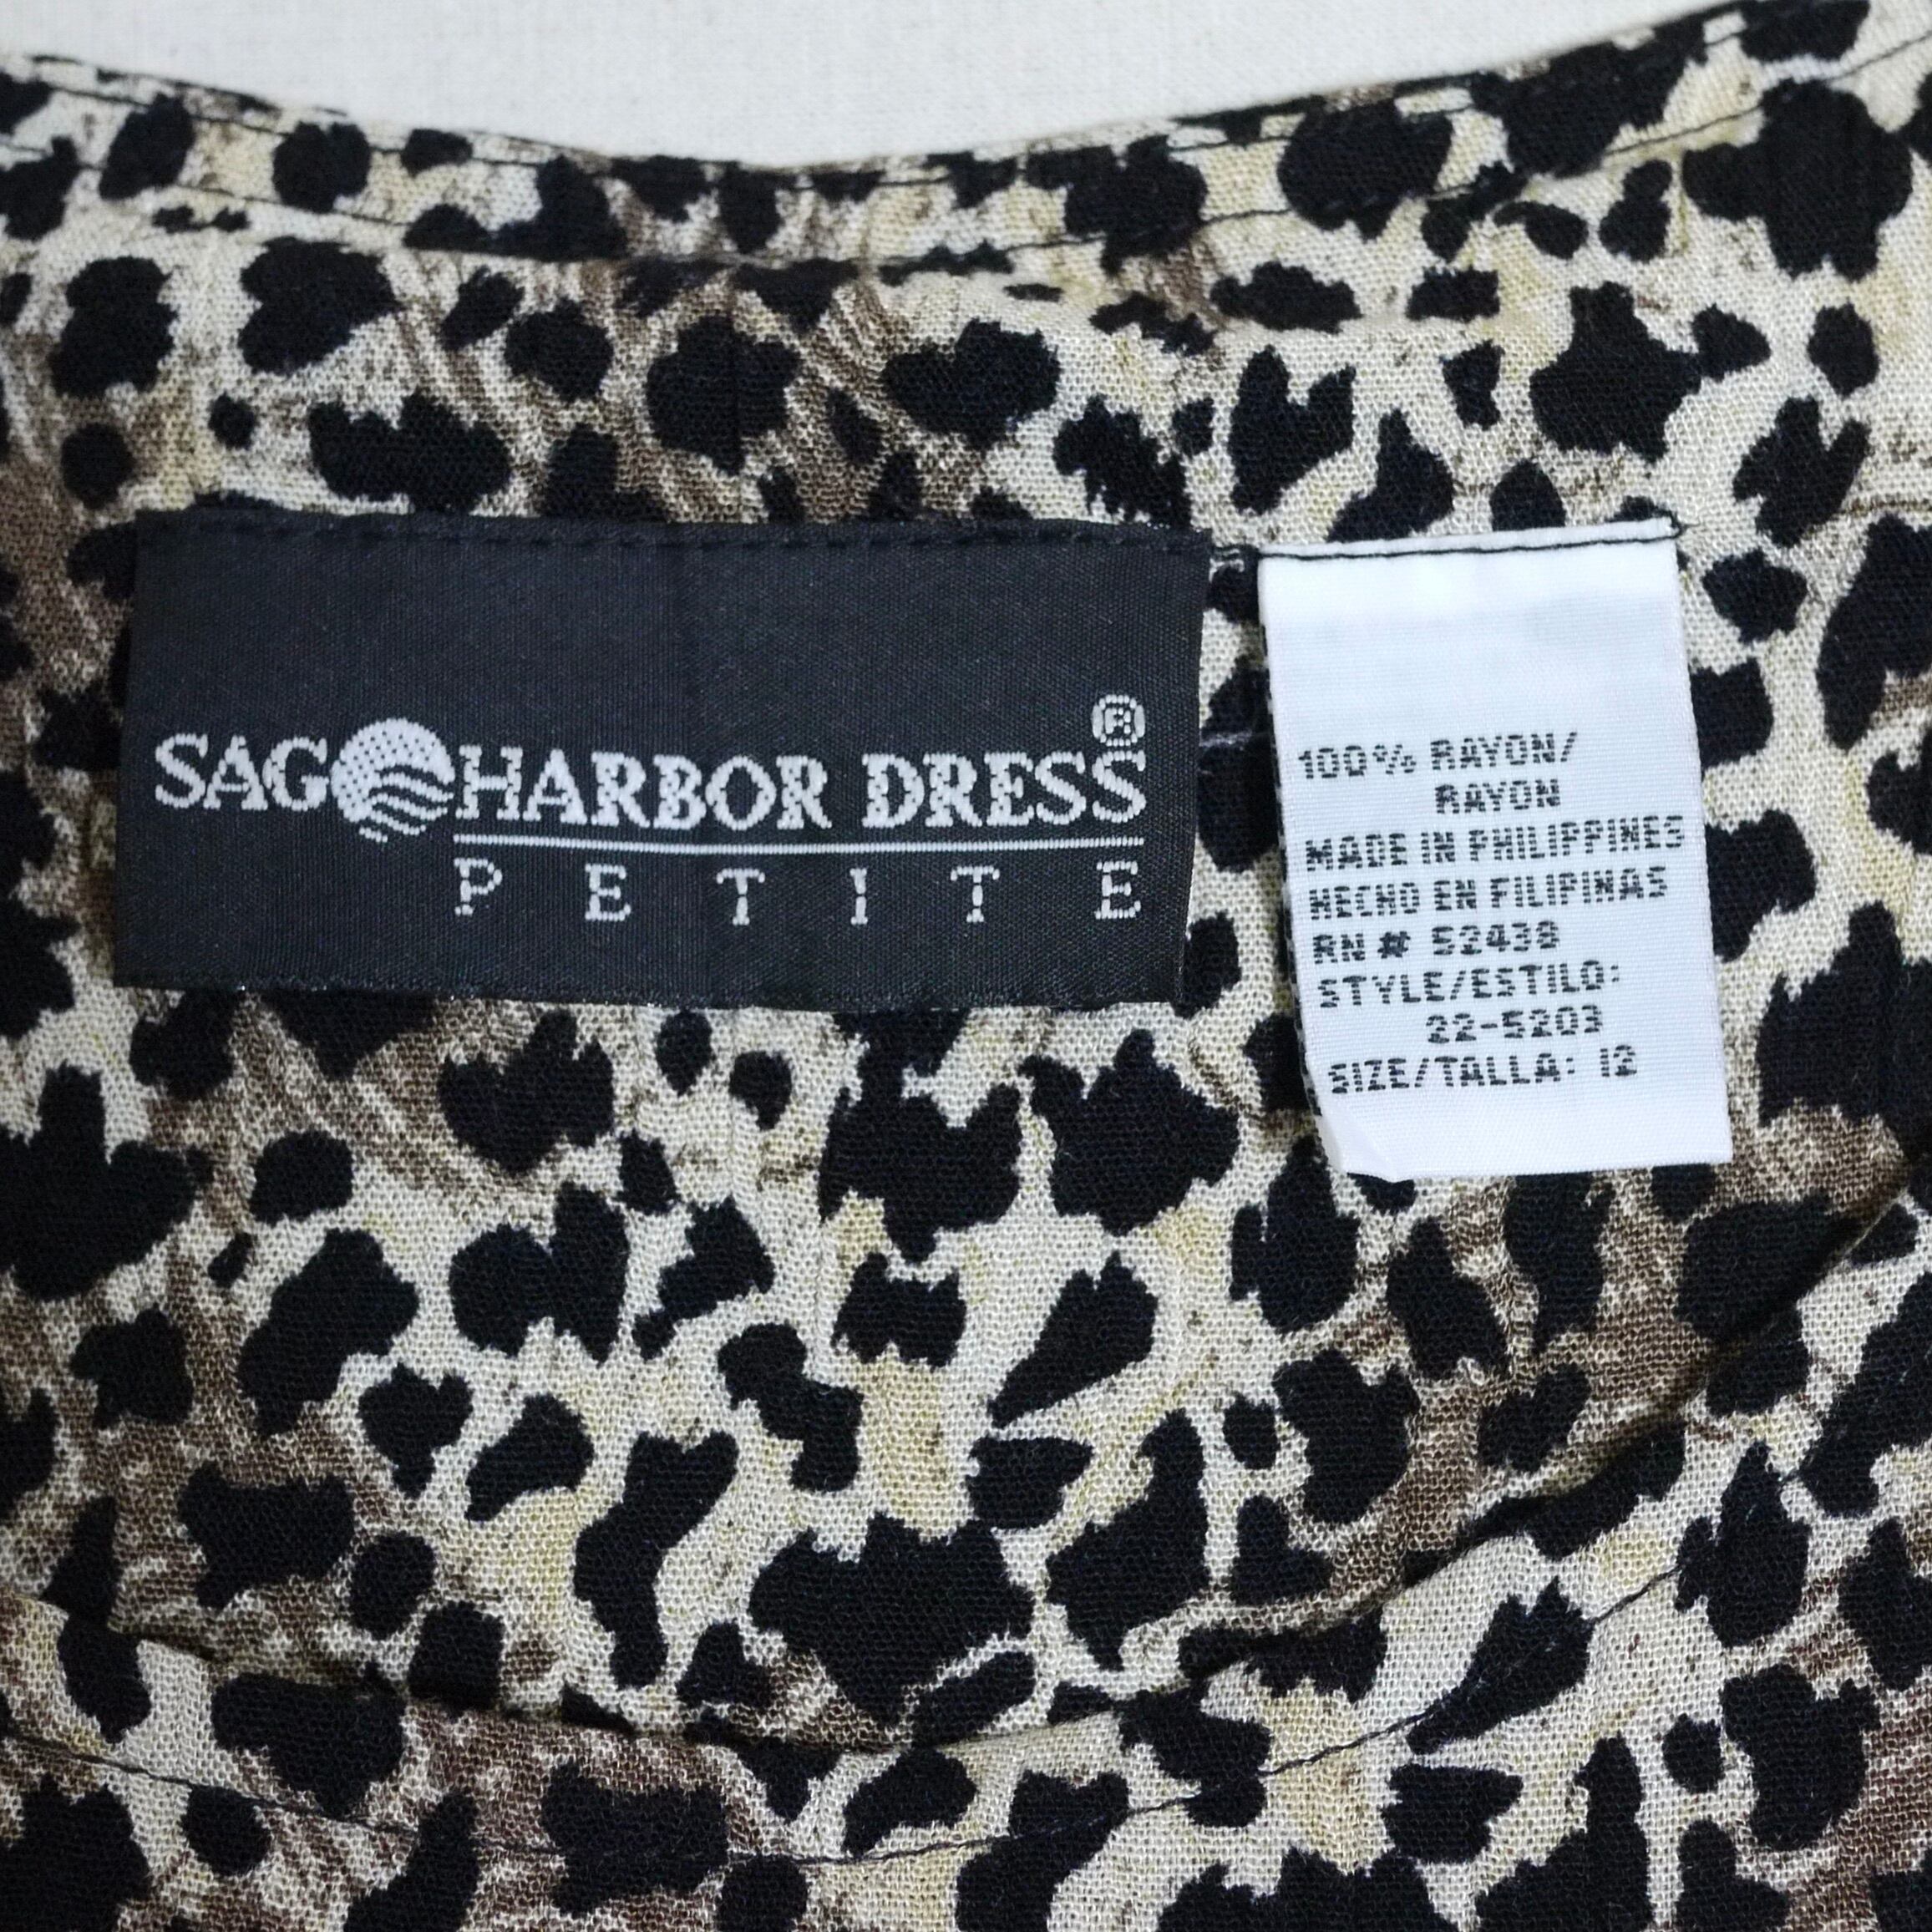 SAG HARBOR DRESS®
PETITE
100% RAYON/
RAYON
MADE IN PHILIPPINES
HECHO EN FILIPINAS
RN # 52438
STYLE/ESTILO:
22-5203
SIZE/TALLA: 12